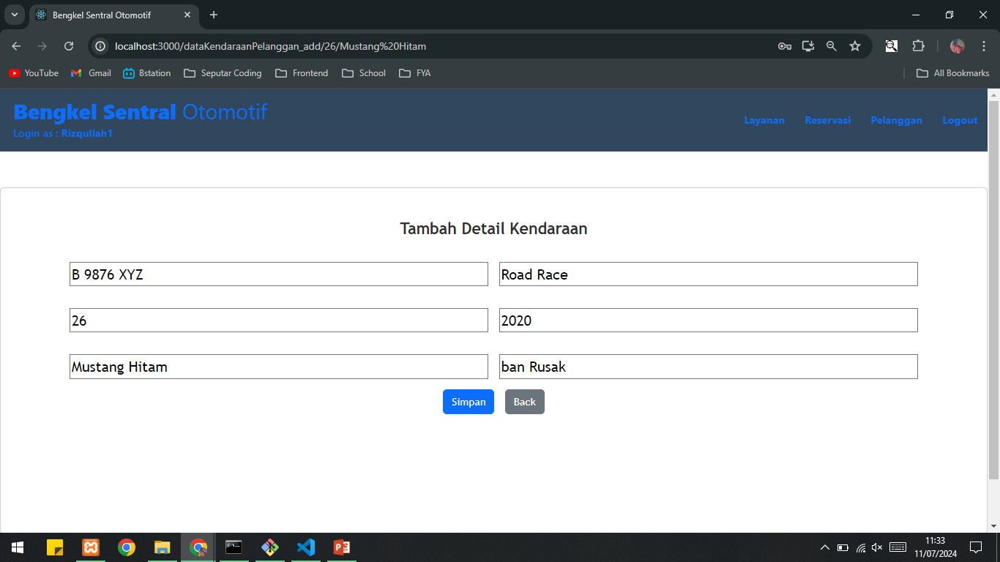 Bengkel Sentral Otomotif
localhost:3000/dataKendaraanPelanggan_add/26/Mustang%20Hitam
YouTube Gmail Bstation Seputar Coding Frontend School FYA All Bookmarks
Bengkel Sentral Otomotif
Login as : Rizqullah1
Layanan Reservasi Pelanggan Logout
Tambah Detail Kendaraan
B 9876 XYZ Road Race
26 2020
Mustang Hitam ban Rusak
Simpan Back
11:33
11/07/2024